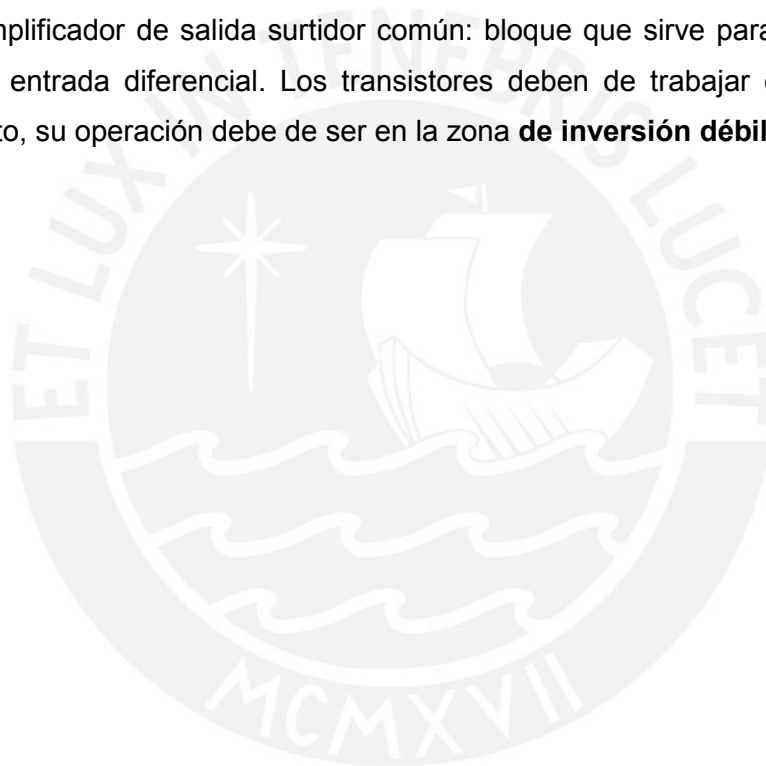 mplificador de salida surtidor común: bloque que sirve para
entrada diferencial. Los transistores deben de trabajar
to, su operación debe de ser en la zona de inversión débil
ET LUX IN TENEBRIS LUCET
MCMXVII